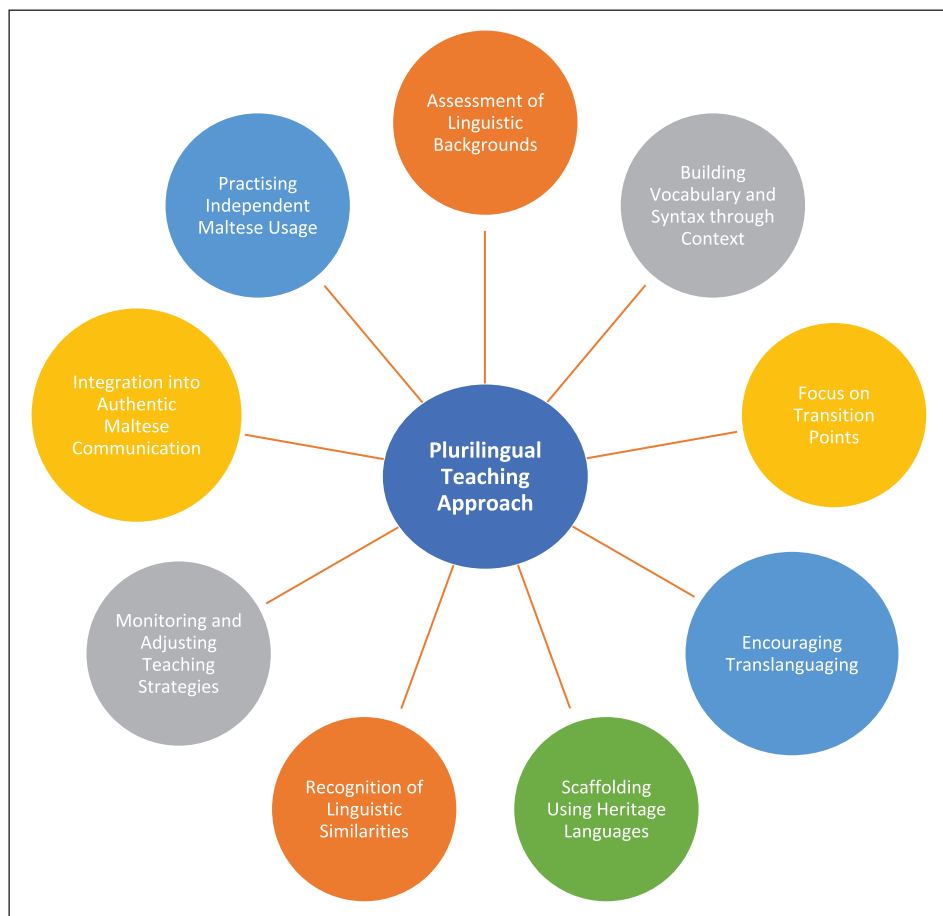 Assessment of
Linguistic
Backgrounds
Building
Vocabulary and
Syntax through
Context
Focus on
Transition
Points
Encouraging
Translanguaging
Scaffolding
Using Heritage
Languages
Recognition of
Linguistic
Similarities
Monitoring and
Adjusting
Teaching
Strategies
Integration into
Authentic
Maltese
Communication
Practising
Independent
Maltese Usage
Plurilingual
Teaching
Approach